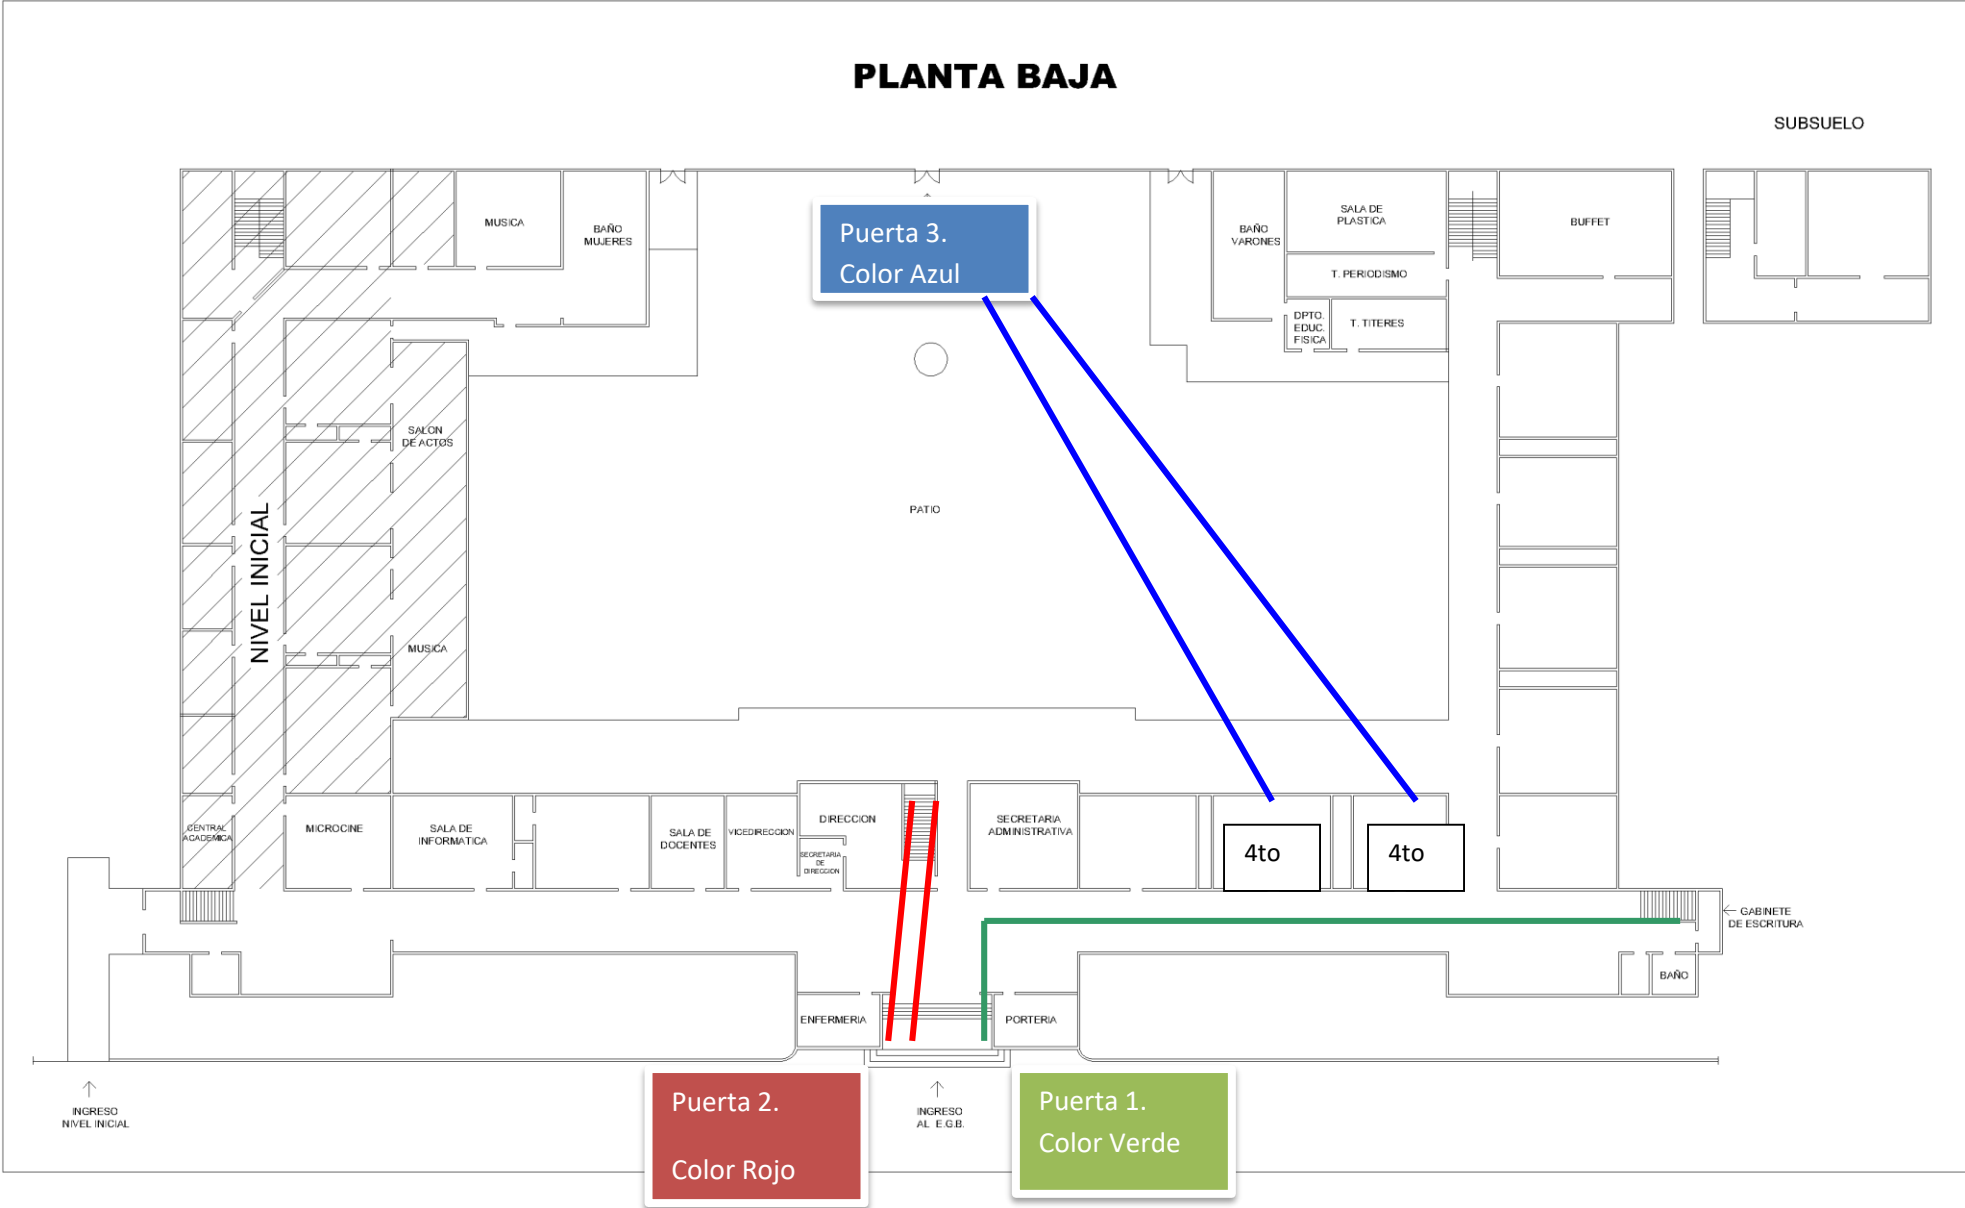 PLANTA BAJA
SUBSUELO
MUSICA
BAÑO
MUJERES
Puerta 3.
Color Azul
BAÑO
VARONES
SALA DE
PLASTICA
BUFFET
T. PERIODISMO
DPTO.
EDUC.
FISICA
T. TITERES
SALON
DE ACTOS
NIVEL INICIAL
PATIO
MUSICA
CENTRAL
ACADEMICA
MICROCINE
SALA DE
INFORMATICA
SALA DE
DOCENTES
VICEDIRECCION
DIRECCION
SECRETARIA
DE
DIRECCION
SECRETARIA
ADMINISTRATIVA
4to
4to
GABINETE
DE ESCRITURA
BAÑO
ENFERMERIA
PORTERIA
INGRESO
NIVEL INICIAL
Puerta 2.
Color Rojo
INGRESO
AL E.G.B.
Puerta 1.
Color Verde